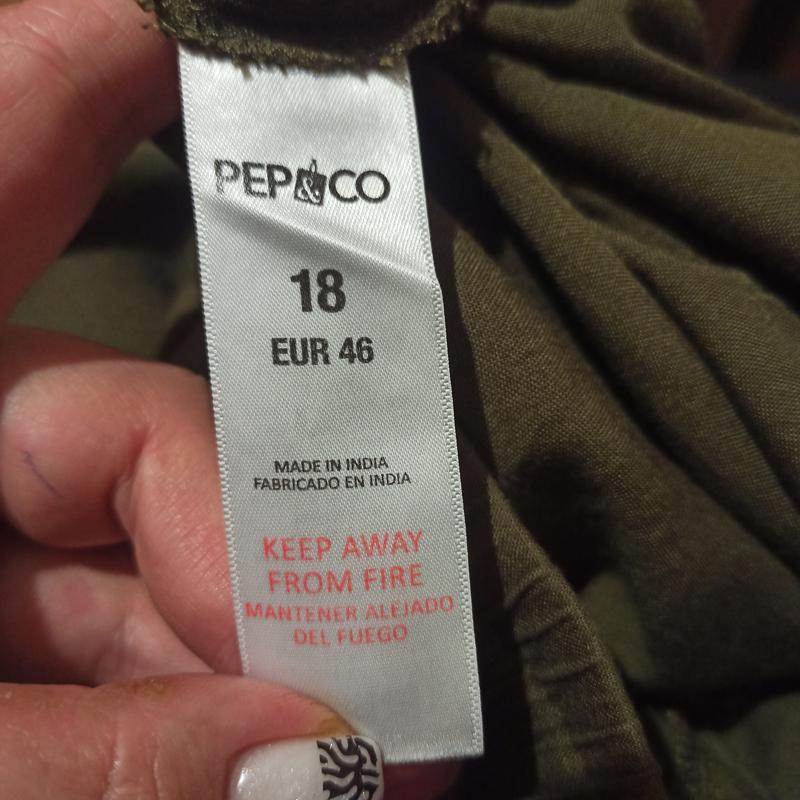 PEP&CO
18
EUR 46
MADE IN INDIA
FABRICADO EN INDIA
KEEP AWAY
FROM FIRE
MANTENER ALEJADO
DEL FUEGO